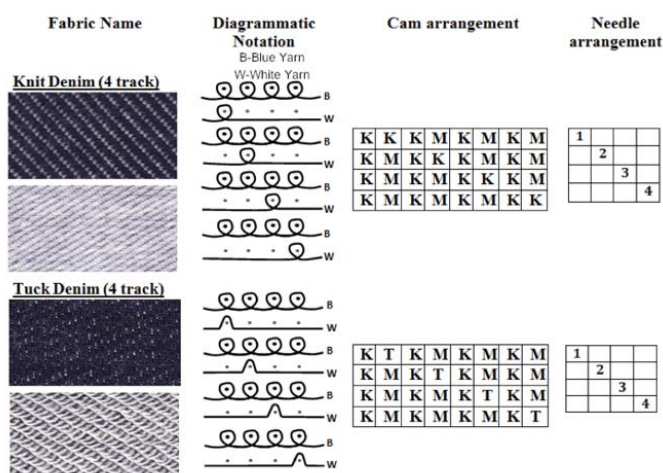 Fabric Name
Diagrammatic Notation
Cam arrangement
Needle arrangement
B-Blue Yarn
W-White Yarn
Knit Denim (4 track)
B
W
B
W
B
W
B
W
K K K M K M K M
K M K K K M K M
K M K M K K K M
K M K M K M K K
1
2
3
4
Tuck Denim (4 track)
B
W
B
W
B
W
B
W
K T K M K M K M
K M K T K M K M
K M K M K T K M
K M K M K M K T
1
2
3
4